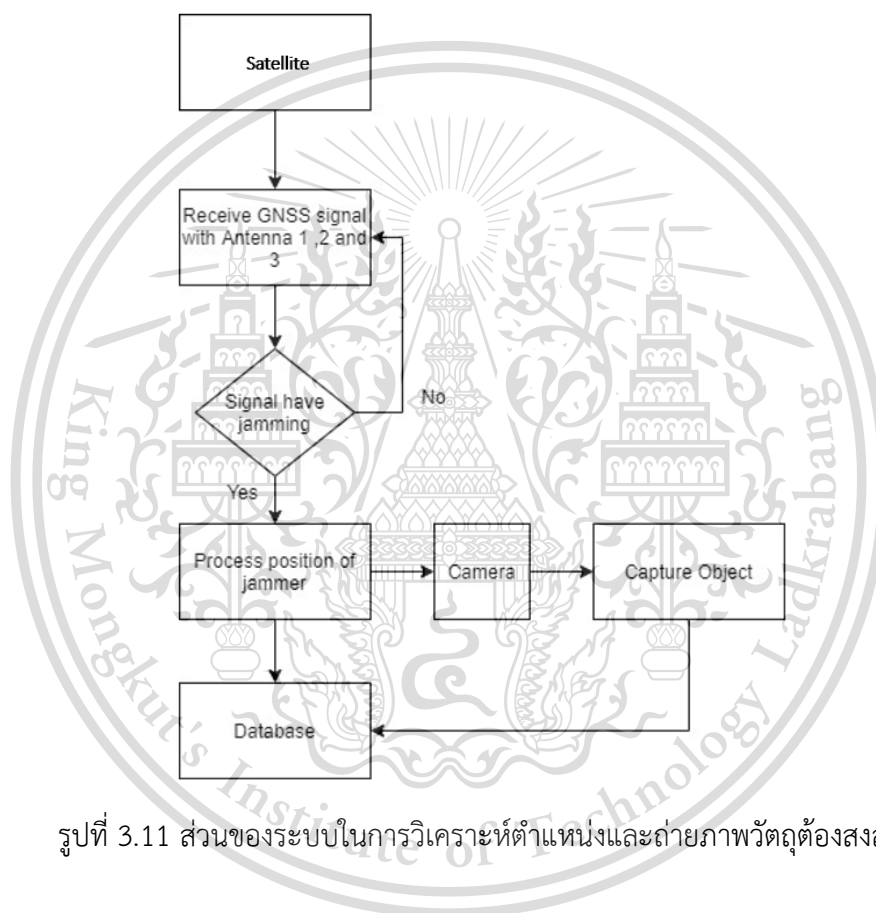 Satellite
Receive GNSS signal
with Antenna 1 ,2 and
3
Signal have
jamming
No
Yes
Process position of
jammer
Camera
Capture Object
Database
King Mongkut's Institute of Technology Ladkrabang
รูปที่ 3.11 ส่วนของระบบในการวิเคราะห์ตำแหน่งและถ่ายภาพวัตถุต้องสง